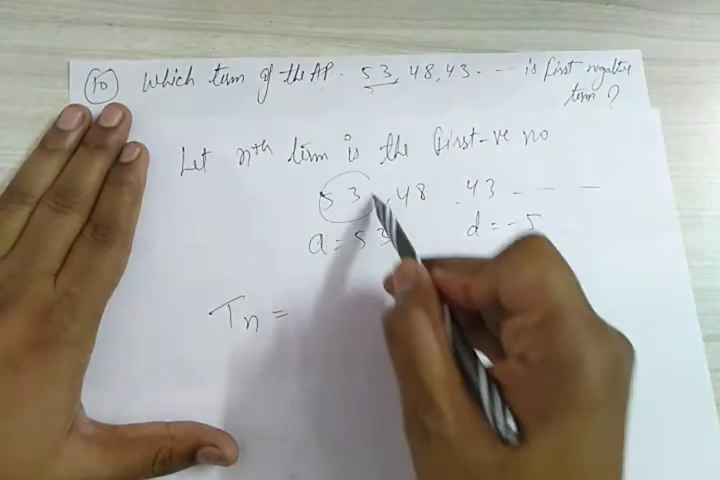 10 Which term of the AP. 53, 48, 43. --- is first negative
term ?
Let nth term is the first -ve no
53, 48, 43 - - -
a = 53 d = -5
Tn =